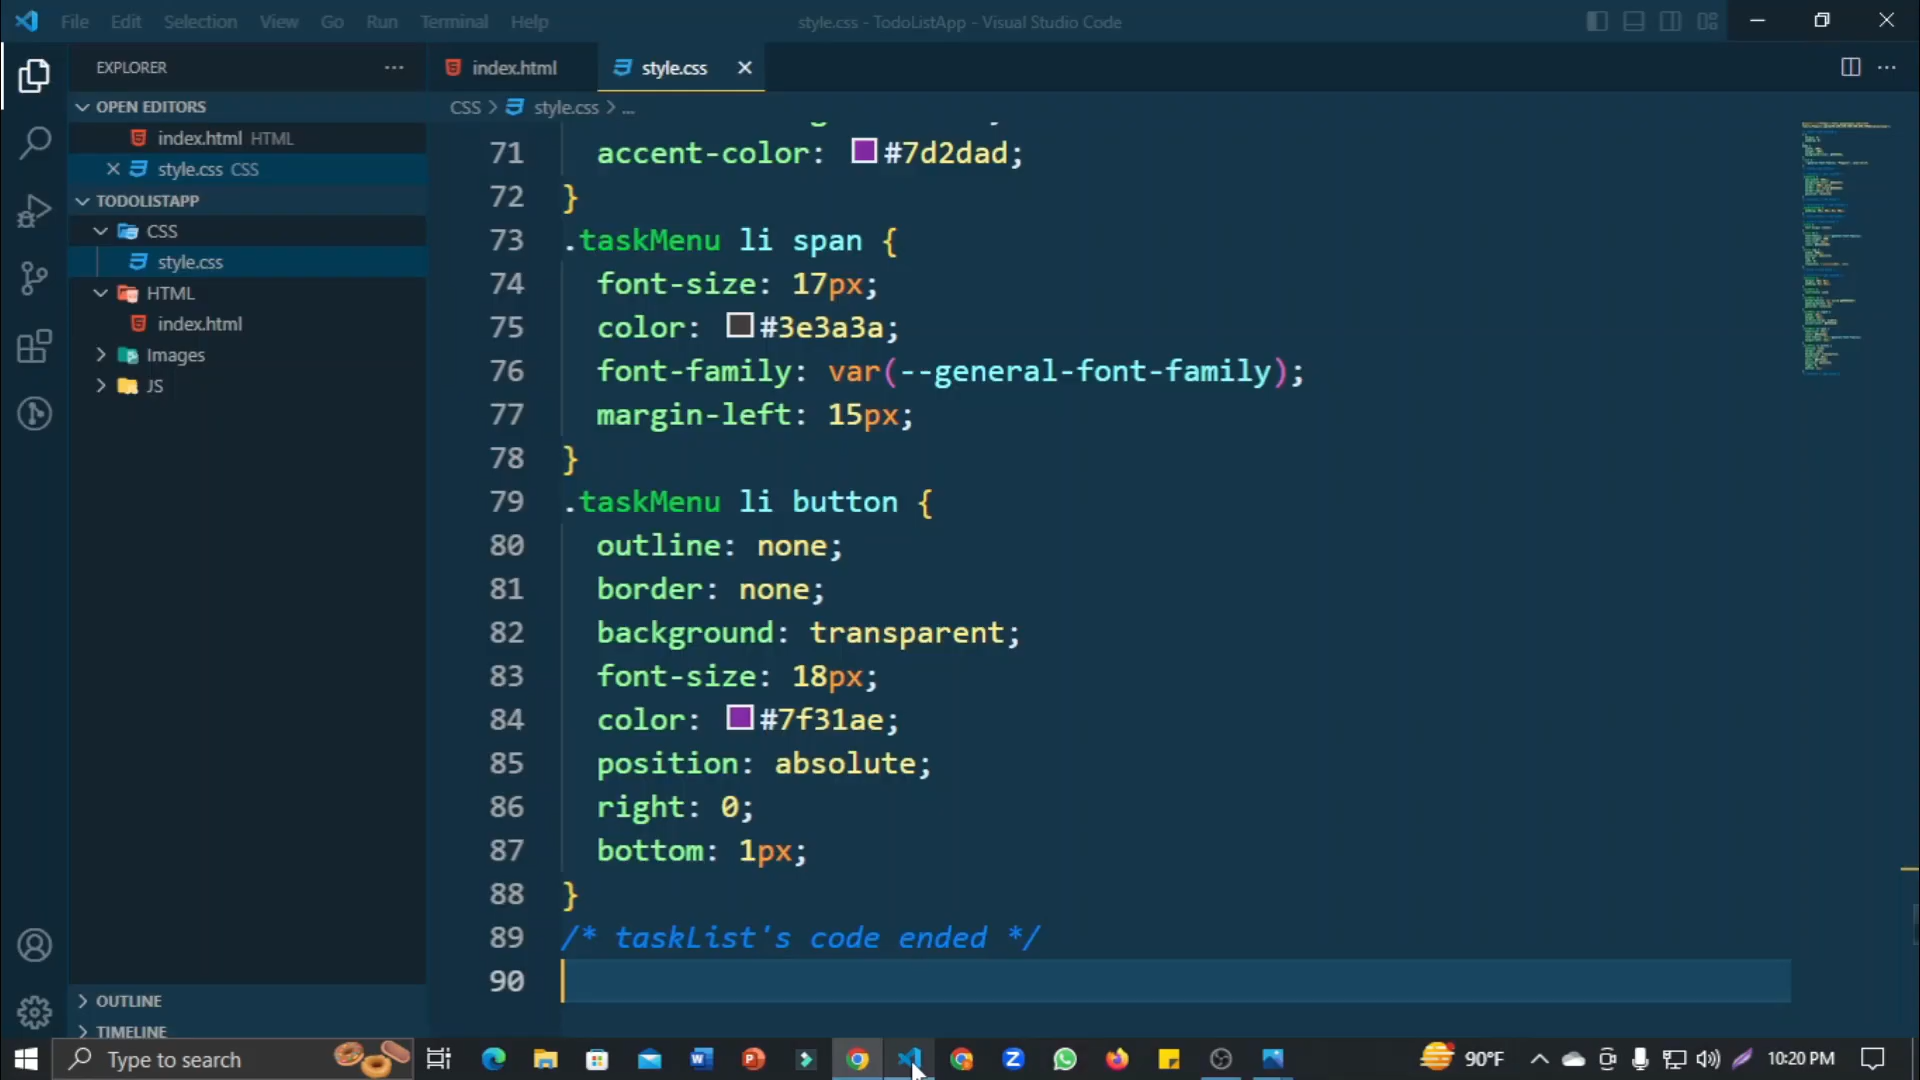 File Edit Selection View Go Run Terminal Help
style.css - TodoListApp - Visual Studio Code
EXPLORER
OPEN EDITORS
index.html HTML
style.css CSS
TODOLISTAPP
CSS
style.css
HTML
index.html
Images
JS
OUTLINE
TIMELINE
index.html style.css
CSS > style.css > ...
71 accent-color: #7d2dad;
72 }
73 .taskMenu li span {
74 font-size: 17px;
75 color: #3e3a3a;
76 font-family: var(--general-font-family);
77 margin-left: 15px;
78 }
79 .taskMenu li button {
80 outline: none;
81 border: none;
82 background: transparent;
83 font-size: 18px;
84 color: #7f31ae;
85 position: absolute;
86 right: 0;
87 bottom: 1px;
88 }
89 /* taskList's code ended */
90
Type to search
90°F
10:20 PM